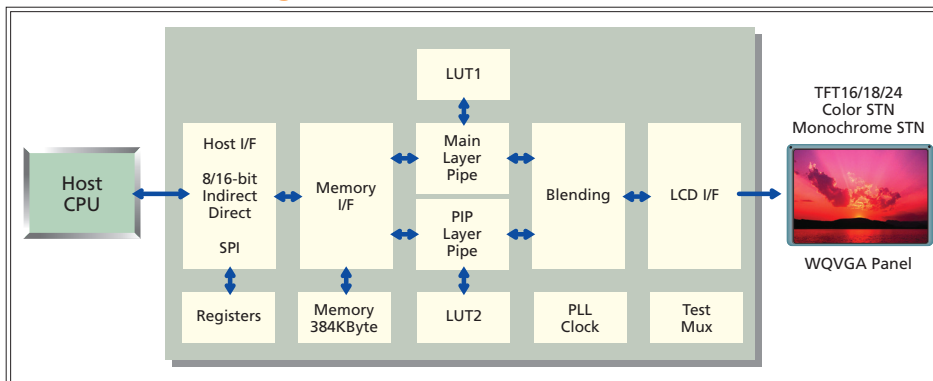 LUT1
TFT16/18/24
Color STN
Monochrome STN
Host
CPU
Host I/F
8/16-bit
Indirect
Direct
SPI
Memory
I/F
Main
Layer
Pipe
PIP
Layer
Pipe
Blending
LCD I/F
WQVGA Panel
Registers
Memory
384KByte
LUT2
PLL
Clock
Test
Mux